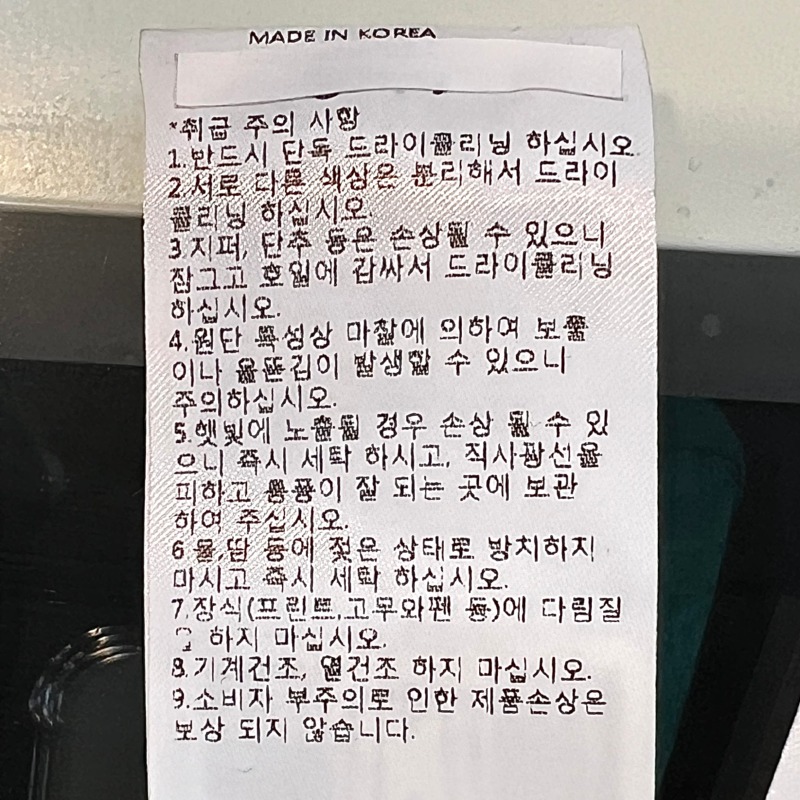 MADE IN KOREA
*취급 주의 사항
1.반드시 단독 드라이클리닝 하십시오.
2.서로 다른 색상은 분리해서 드라이
클리닝 하십시오.
3.지퍼, 단추 등은 손상될 수 있으니
잠그고 호일에 감싸서 드라이클리닝
하십시오.
4.원단 특성상 마찰에 의하여 보풀
이나 올뜯김이 발생할 수 있으니
주의하십시오.
5.햇빛에 노출될 경우 손상 될 수 있
으니 즉시 세탁 하시고, 직사광선을
피하고 통풍이 잘 되는 곳에 보관
하여 주십시오.
6.물,땀 등에 젖은 상태로 방치하지
마시고 즉시 세탁 하십시오.
7.장식(프린트,고무와펜 등)에 다림질
하지 마십시오.
8.기계건조, 열건조 하지 마십시오.
9.소비자 부주의로 인한 제품손상은
보상 되지 않습니다.